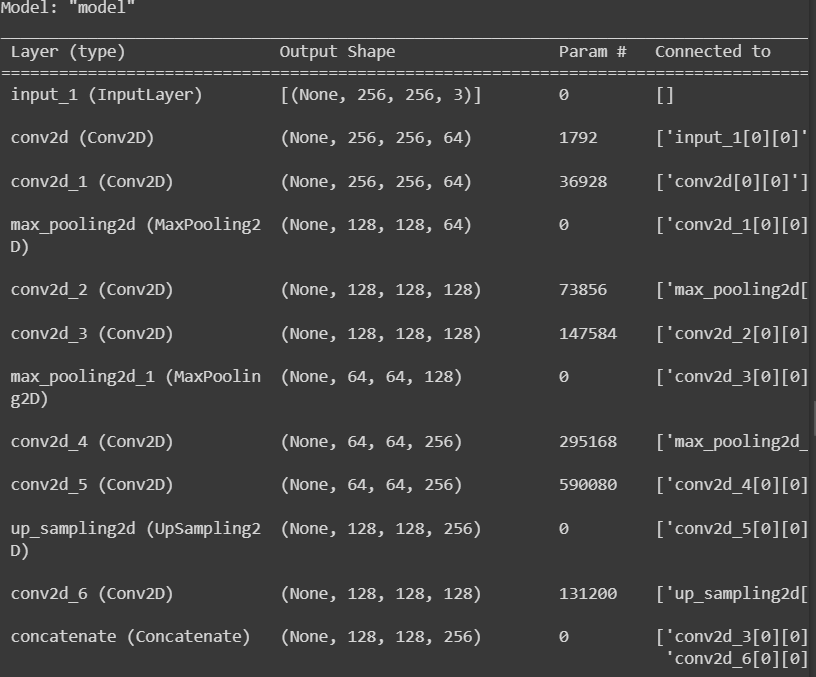 Model: "model"
Layer (type) Output Shape Param # Connected to
input_1 (InputLayer) [(None, 256, 256, 3)] 0 []
conv2d (Conv2D) (None, 256, 256, 64) 1792 ['input_1[0][0]'
conv2d_1 (Conv2D) (None, 256, 256, 64) 36928 ['conv2d[0][0]']
max_pooling2d (MaxPooling2 (None, 128, 128, 64) 0 ['conv2d_1[0][0]
D)
conv2d_2 (Conv2D) (None, 128, 128, 128) 73856 ['max_pooling2d[
conv2d_3 (Conv2D) (None, 128, 128, 128) 147584 ['conv2d_2[0][0]
max_pooling2d_1 (MaxPoolin (None, 64, 64, 128) 0 ['conv2d_3[0][0]
g2D)
conv2d_4 (Conv2D) (None, 64, 64, 256) 295168 ['max_pooling2d_
conv2d_5 (Conv2D) (None, 64, 64, 256) 590080 ['conv2d_4[0][0]
up_sampling2d (UpSampling2 (None, 128, 128, 256) 0 ['conv2d_5[0][0]
D)
conv2d_6 (Conv2D) (None, 128, 128, 128) 131200 ['up_sampling2d[
concatenate (Concatenate) (None, 128, 128, 256) 0 ['conv2d_3[0][0]
'conv2d_6[0][0]